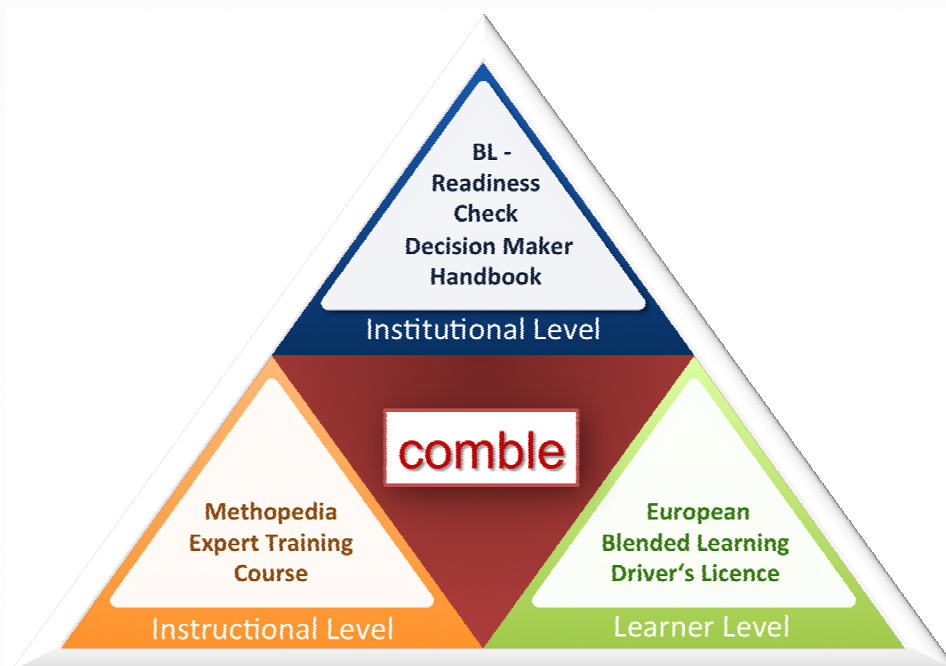 BL -
Readiness
Check
Decision Maker
Handbook
Institutional Level
comble
Methopedia
Expert Training
Course
Instructional Level
European
Blended Learning
Driver‘s Licence
Learner Level